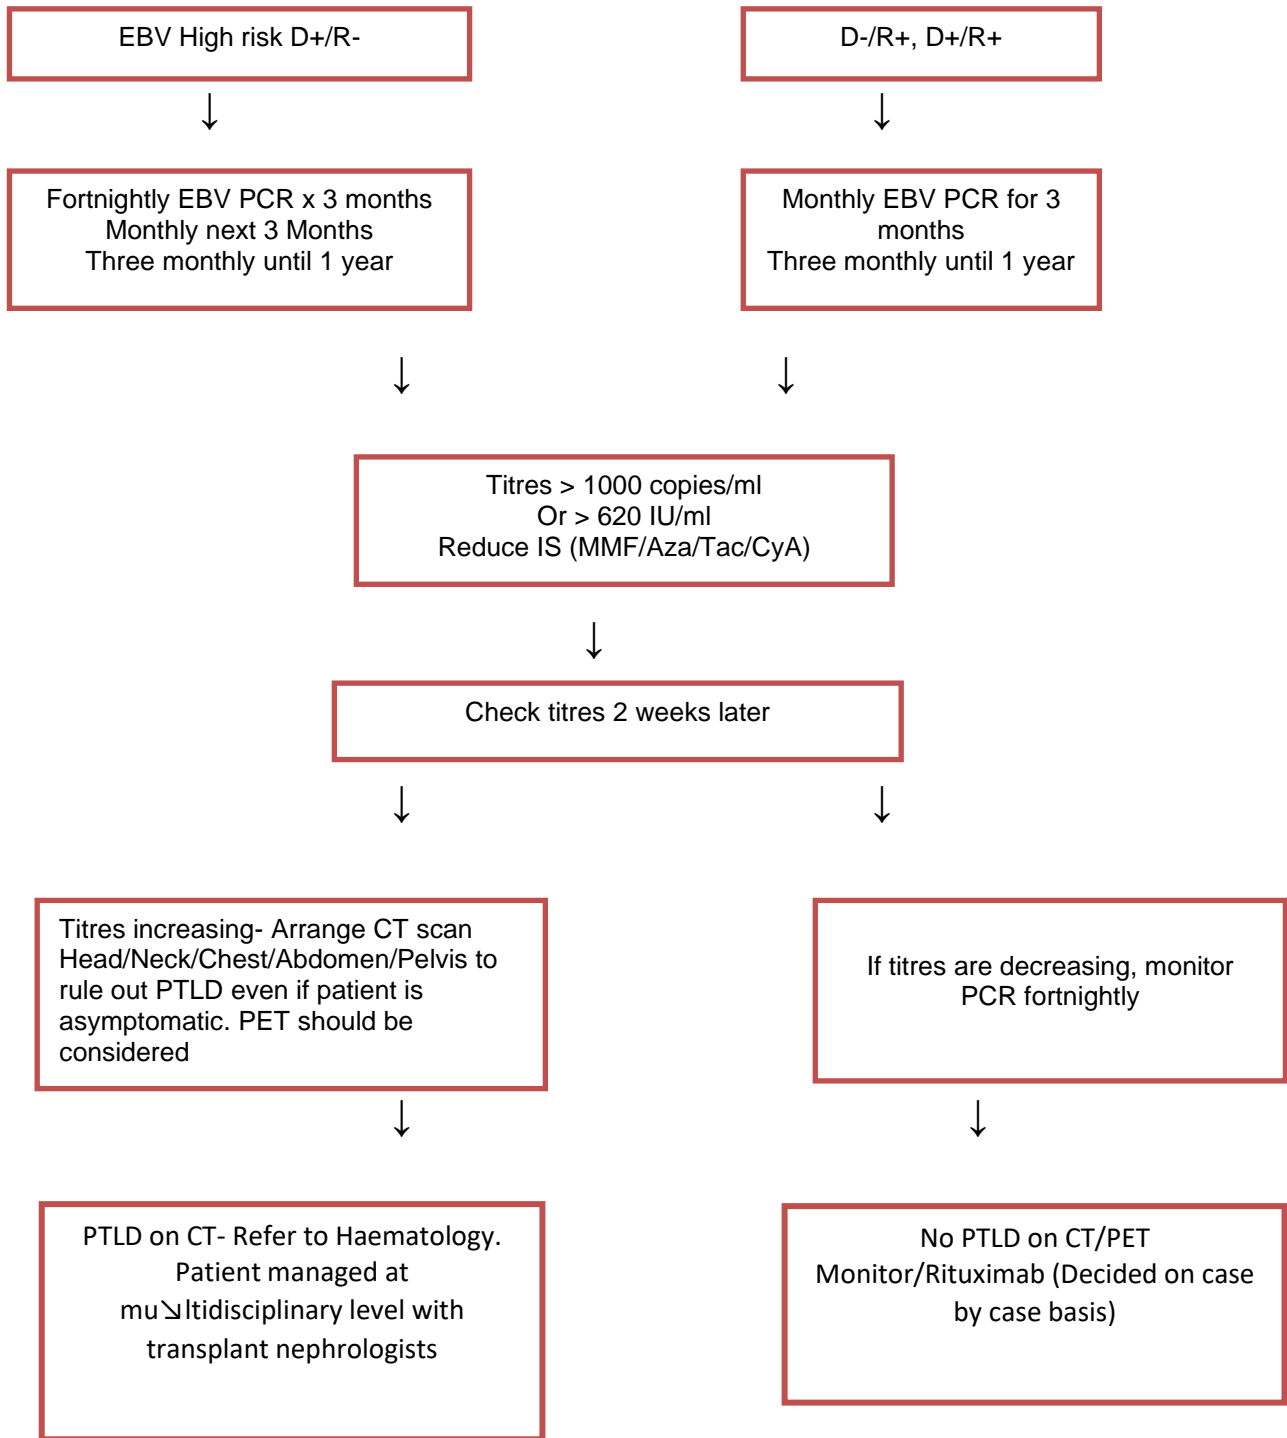 EBV High risk D+/R-
D-/R+, D+/R+
↓
↓
Fortnightly EBV PCR x 3 months
Monthly next 3 Months
Three monthly until 1 year
Monthly EBV PCR for 3
months
Three monthly until 1 year
↓
↓
Titres > 1000 copies/ml
Or > 620 IU/ml
Reduce IS (MMF/Aza/Tac/CyA)
↓
Check titres 2 weeks later
↓
↓
Titres increasing- Arrange CT scan
Head/Neck/Chest/Abdomen/Pelvis to
rule out PTLD even if patient is
asymptomatic. PET should be
considered
If titres are decreasing, monitor
PCR fortnightly
↓
↓
PTLD on CT- Refer to Haematology.
Patient managed at
mu↘ltidisciplinary level with
transplant nephrologists
No PTLD on CT/PET
Monitor/Rituximab (Decided on case
by case basis)